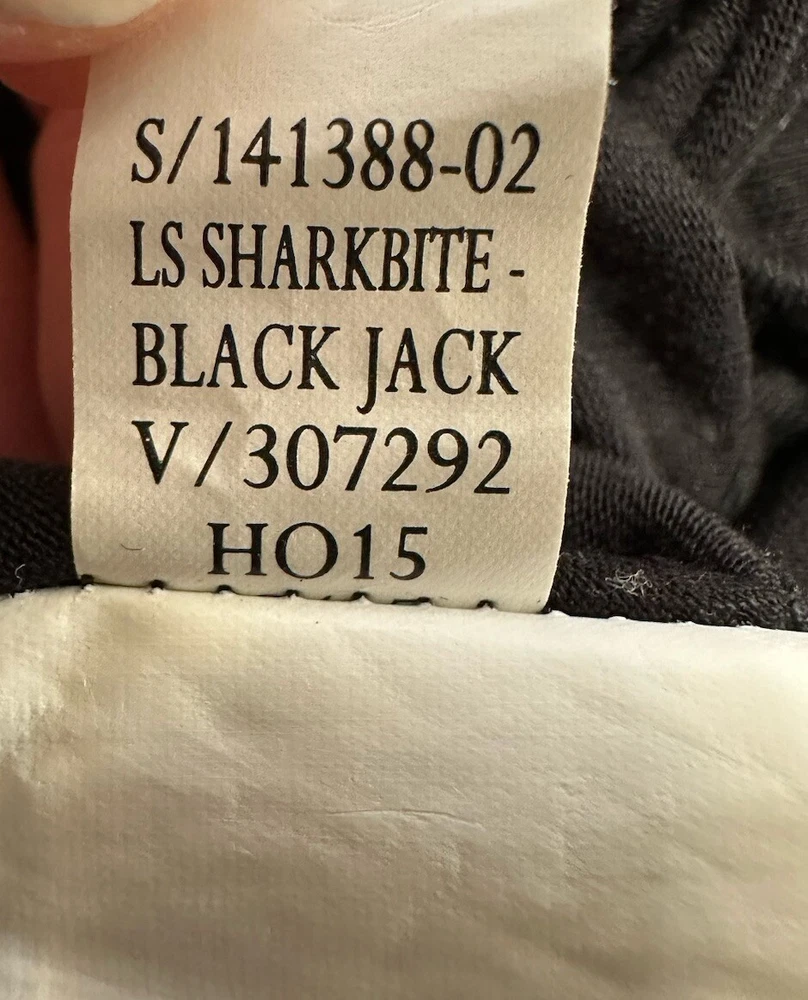 S/141388-02
LS SHARKBITE -
BLACK JACK
V/307292
HO15